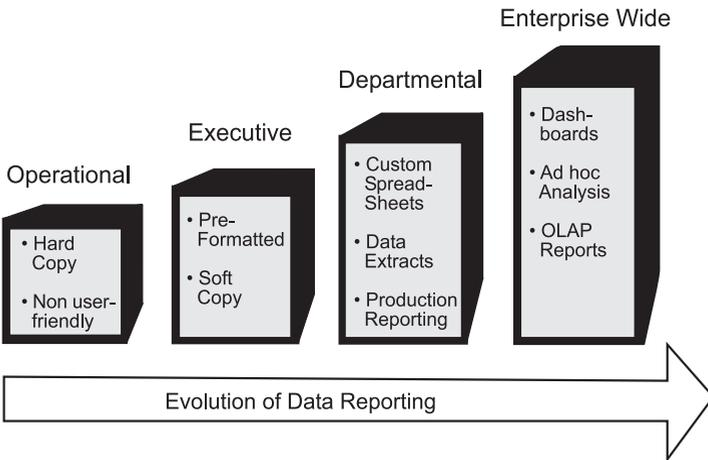 Enterprise Wide
Departmental
Executive
Operational
• Hard
Copy
• Non user-
friendly
• Pre-
Formatted
• Soft
Copy
• Custom
Spread-
Sheets
• Data
Extracts
• Production
Reporting
• Dash-
boards
• Ad hoc
Analysis
• OLAP
Reports
Evolution of Data Reporting